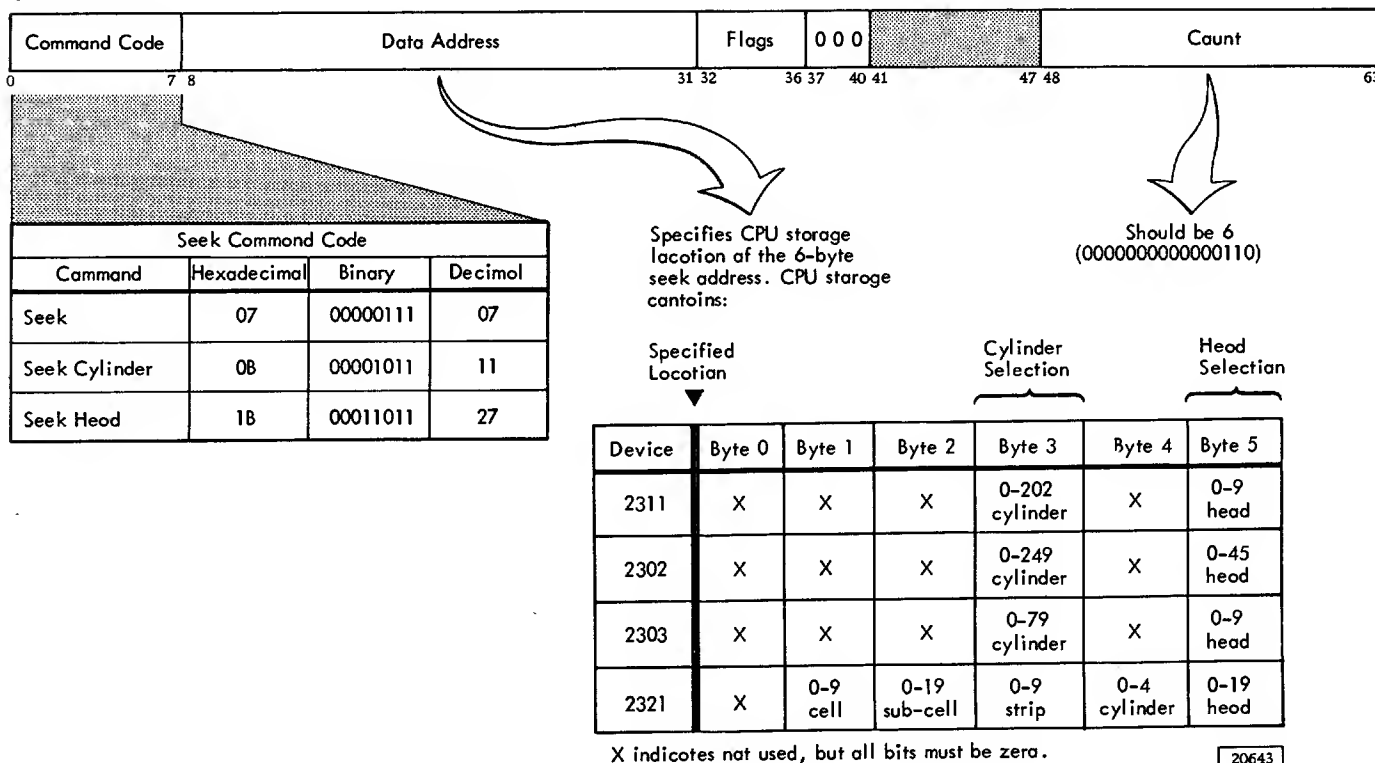 Command Code Data Address Flags 0 0 0 Caunt
0 7 8 31 32 36 37 40 41 47 48 63
Seek Commond Code
Cammand Hexadecimal Binary Decimol
Seek 07 00000111 07
Seek Cylinder 0B 00001011 11
Seek Heod 1B 00011011 27
Specifies CPU storage
lacotion af the 6-byte
seek address. CPU staroge
cantoins:
Should be 6
(0000000000000110)
Specified
Locotian
Cylinder
Selection
Heod
Selectian
Device Byte 0 Byte 1 Byte 2 Byte 3 Byte 4 Byte 5
2311 X X X 0-202 cylinder X 0-9 head
2302 X X X 0-249 cylinder X 0-45 heod
2303 X X X 0-79 cylinder X 0-9 head
2321 X 0-9 cell 0-19 sub-cell 0-9 strip 0-4 cylinder 0-19 head
X indicotes nat used, but all bits must be zera.
20643